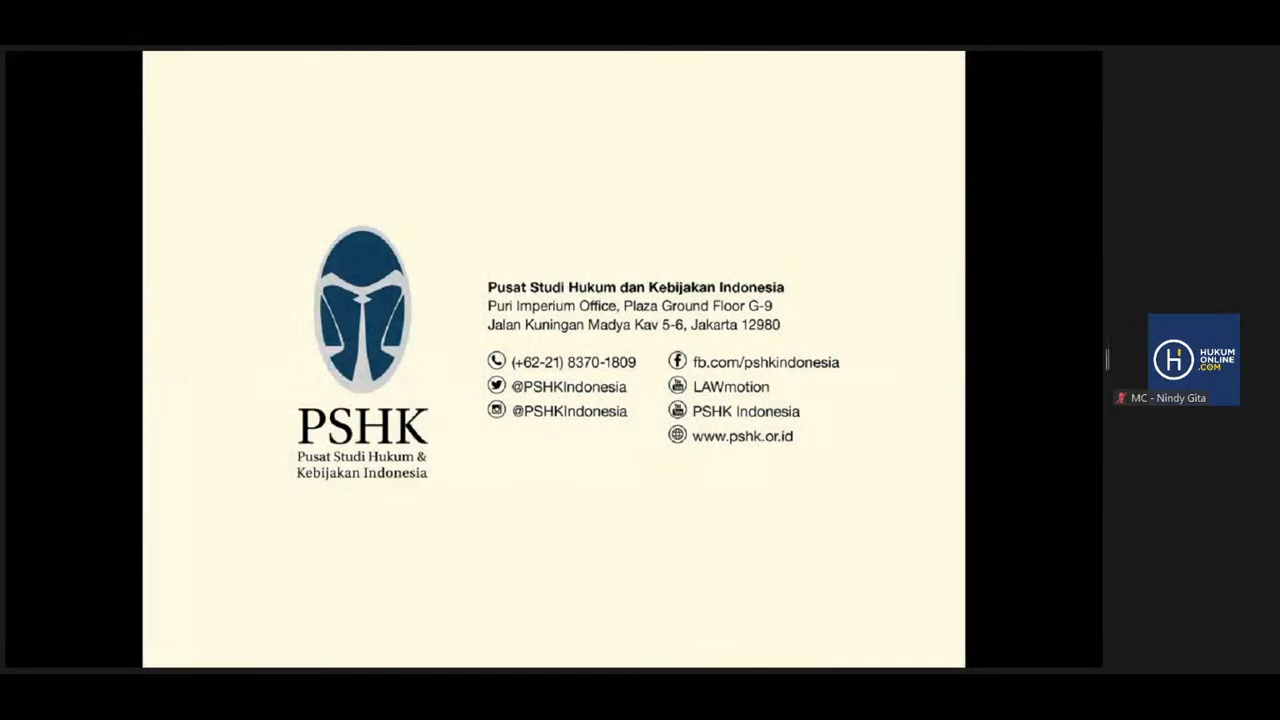 PSHK
Pusat Studi Hukum &
Kebijakan Indonesia
Pusat Studi Hukum dan Kebijakan Indonesia
Puri Imperium Office, Plaza Ground Floor G-9
Jalan Kuningan Madya Kav 5-6, Jakarta 12980
(+62-21) 8370-1809
@PSHKIndonesia
@PSHKIndonesia
fb.com/pshkindonesia
LAWmotion
PSHK Indonesia
www.pshk.or.id
HUKUM
ONLINE
.COM
MC - Nindy Gita